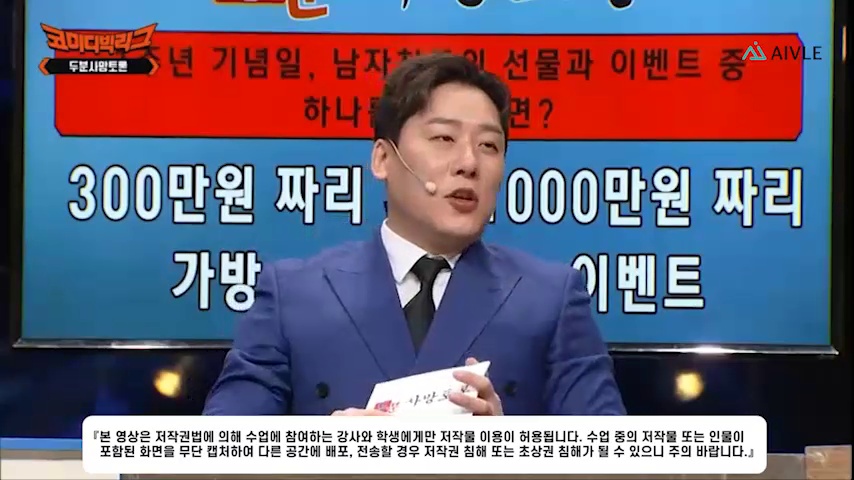 코미디빅리그
두분사망토론
AIVLE
주년 기념일, 남자친 의 선물과 이벤트 중
하나 면?
300만원 짜리
1000만원 짜리
가방
이벤트
사망토론
『본 영상은 저작권법에 의해 수업에 참여하는 강사와 학생에게만 저작물 이용이 허용됩니다. 수업 중의 저작물 또는 인물이
포함된 화면을 무단 캡처하여 다른 공간에 배포, 전송할 경우 저작권 침해 또는 초상권 침해가 될 수 있으니 주의 바랍니다.』